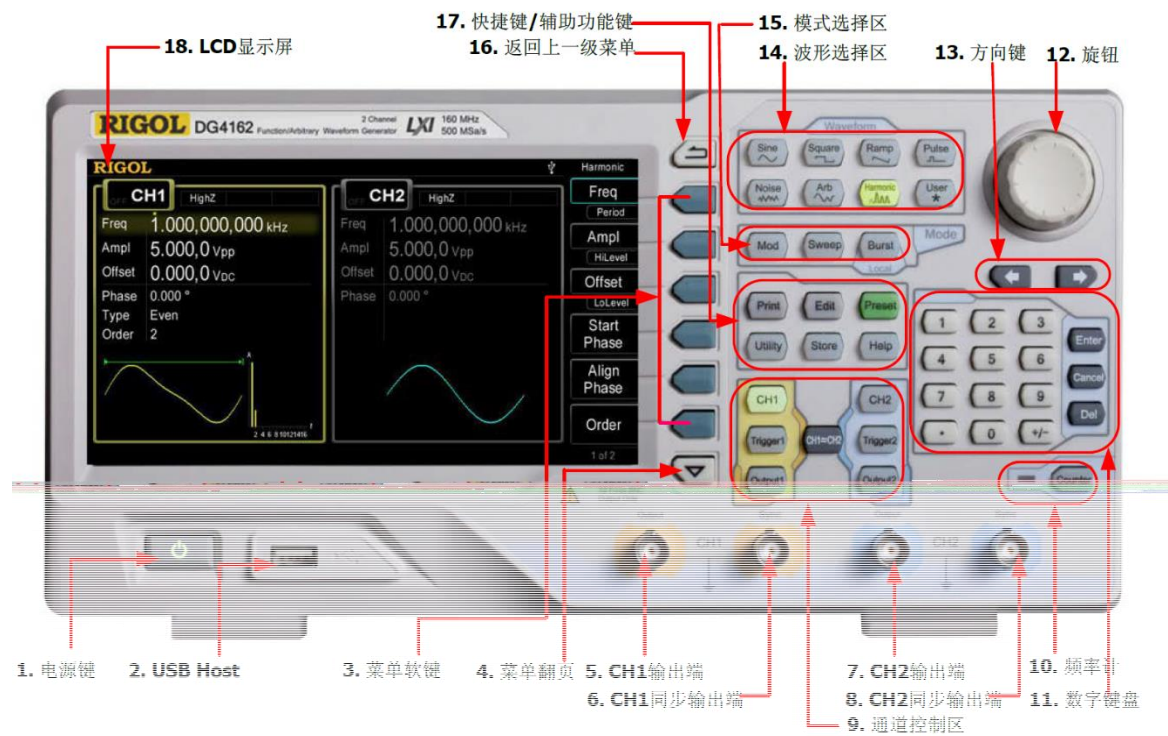 17. 快捷键/辅助功能键
15. 模式选择区
18. LCD显示屏
16. 返回上一级菜单
14. 波形选择区
13. 方向键
12. 旋钮
RIGOL DG4162 Function/Arbitrary Waveform Generator
2 Channel
LXI
160 MHz
500 MSa/s
RIGOL
Harmonic
OFF CH1 HighZ
Freq 1.000,000,000 kHz
Ampl 5.000,0 Vpp
Offset 0.000,0 VDC
Phase 0.000 °
Type Even
Order 2
A
f
2 4 6 8 10121416
OFF CH2 HighZ
Freq 1.000,000,000 kHz
Ampl 5.000,0 Vpp
Offset 0.000,0 VDC
Phase 0.000 °
Freq
Period
Ampl
HiLevel
Offset
LoLevel
Start
Phase
Align
Phase
Order
1 of 2
Waveform
Sine
Square
Ramp
Pulse
Noise
Arb
Harmonic
User
Mod
Sweep
Burst
Mode
Local
Print
Edit
Preset
Utility
Store
Help
CH1
CH2
Trigger1
CH1⇌CH2
Trigger2
Output1
Output2
1 2 3
4 5 6
7 8 9
. 0 +/-
Enter
Cancel
Del
Counter
Output
Sync
Output
Sync
CH1
CH2
1. 电源键
2. USB Host
3. 菜单软键
4. 菜单翻页
5. CH1输出端
6. CH1同步输出端
7. CH2输出端
8. CH2同步输出端
9. 通道控制区
10. 频率计
11. 数字键盘